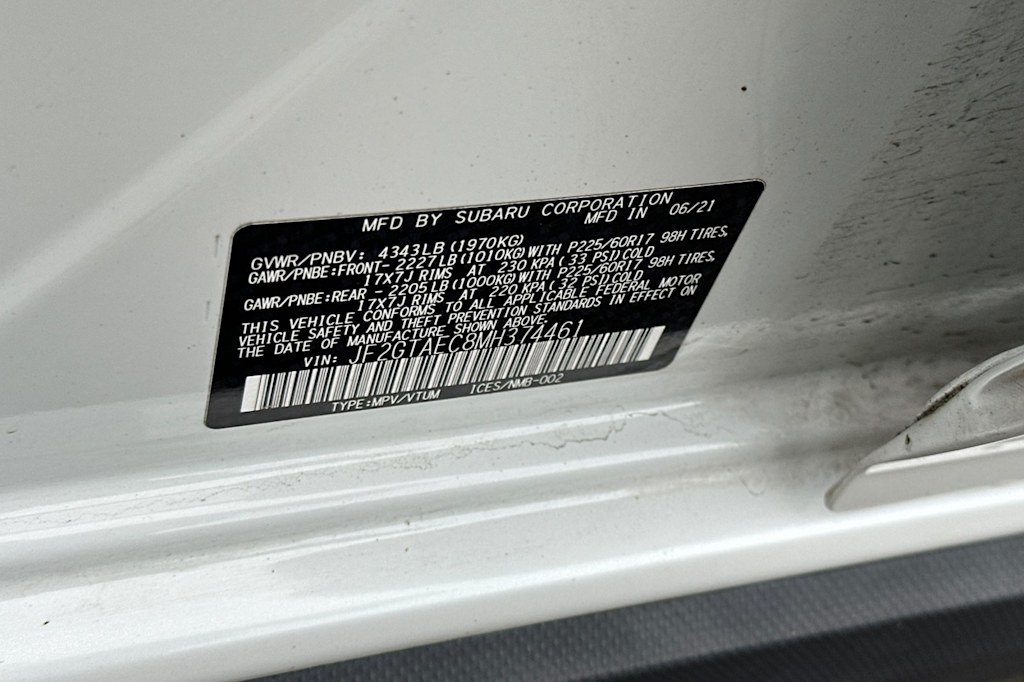 MFD BY SUBARU CORPORATION
MFD IN 06/21
GVWR/PNBV: 4343LB(1970KG)
GAWR/PNBE:FRONT- 2227LB(1010KG)WITH P225/60R17 98H TIRES,
17X7J RIMS AT 230 KPA(33 PSI)COLD
GAWR/PNBE:REAR - 2205LB(1000KG)WITH P225/60R17 98H TIRES,
17X7J RIMS AT 220 KPA(32 PSI)COLD
THIS VEHICLE CONFORMS TO ALL APPLICABLE FEDERAL MOTOR
VEHICLE SAFETY AND THEFT PREVENTION STANDARDS IN EFFECT ON
THE DATE OF MANUFACTURE SHOWN ABOVE.
VIN: JF2GTAEC8MH374461
TYPE:MPV/VTUM ICES/NMB-002